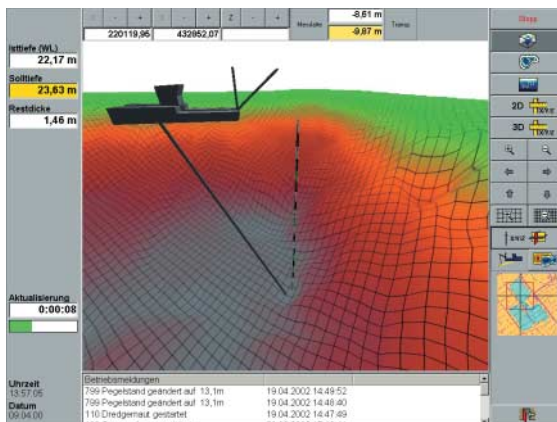 X - + Y - + Z - +
220119,95 432852,07
Messlatte
-8,61 m
-9,87 m
Transp.
Stopp
Isttiefe (WL)
22,17 m
Solltiefe
23,63 m
Restdicke
1,46 m
2D
3D
Aktualisierung
0:00:08
Uhrzeit
13:57:05
Datum
09.04.00
Betriebsmeldungen
799 Pegelstand geändert auf 13,1m 19.04.2002 14:49:52
799 Pegelstand geändert auf 13,1m 19.04.2002 14:48:40
110 Dredgernaut gestartet 19.04.2002 14:47:49